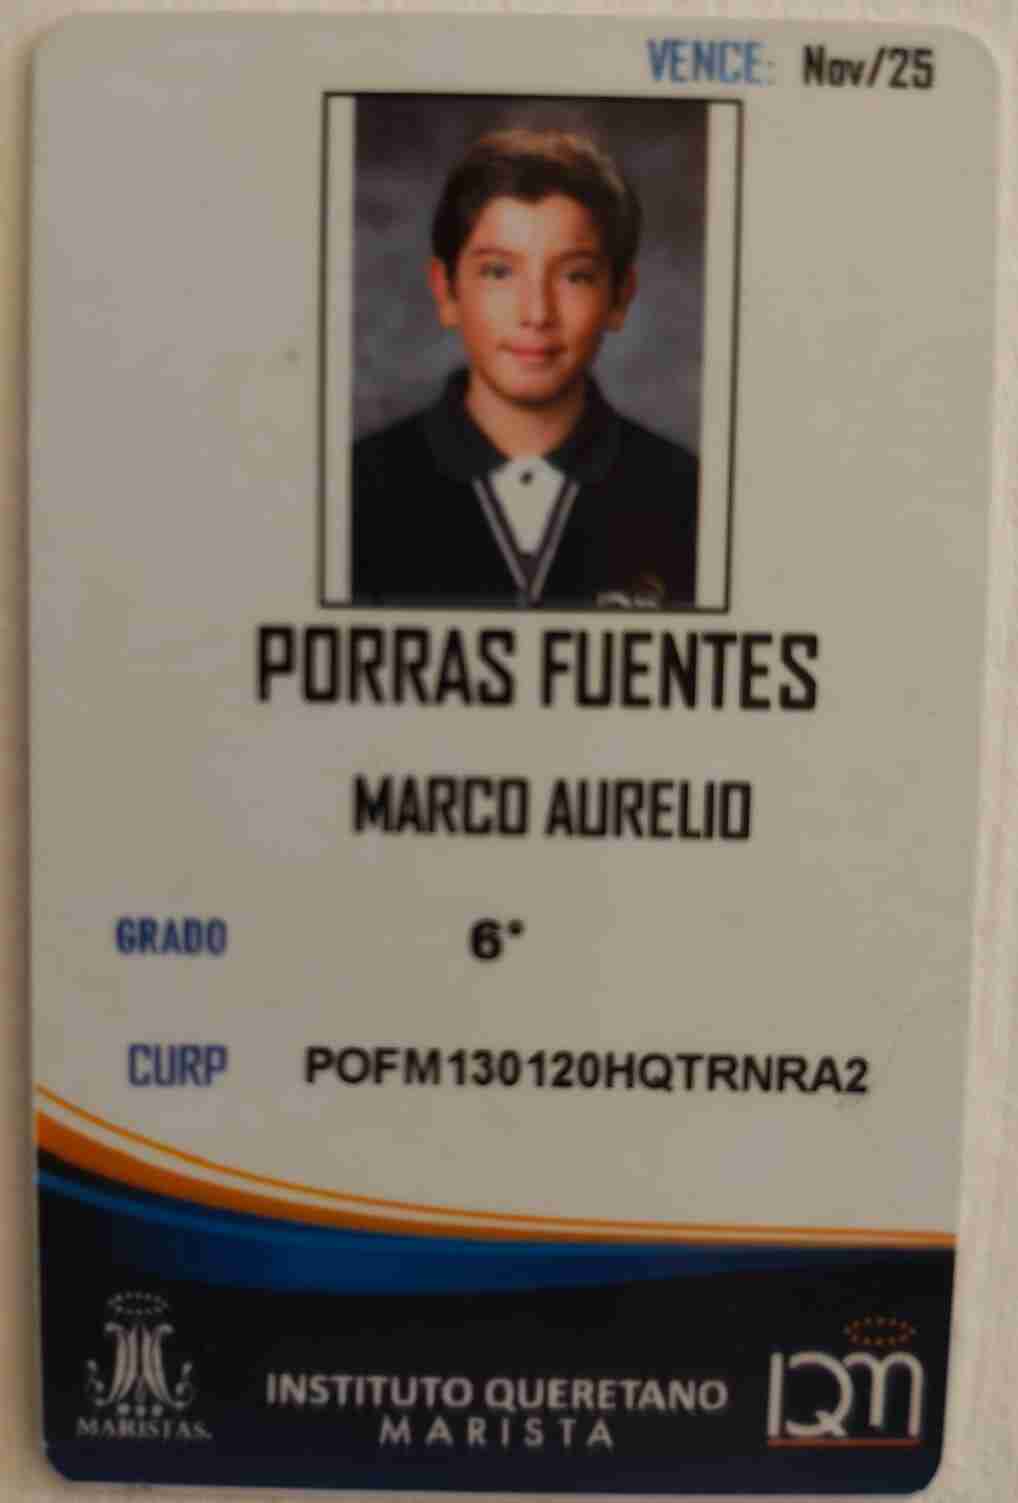 VENCE: Nov/25
PORRAS FUENTES
MARCO AURELIO
GRADO 6°
CURP POFM130120HQTRNRA2
MARISTAS.
INSTITUTO QUERETANO
MARISTA
IQM